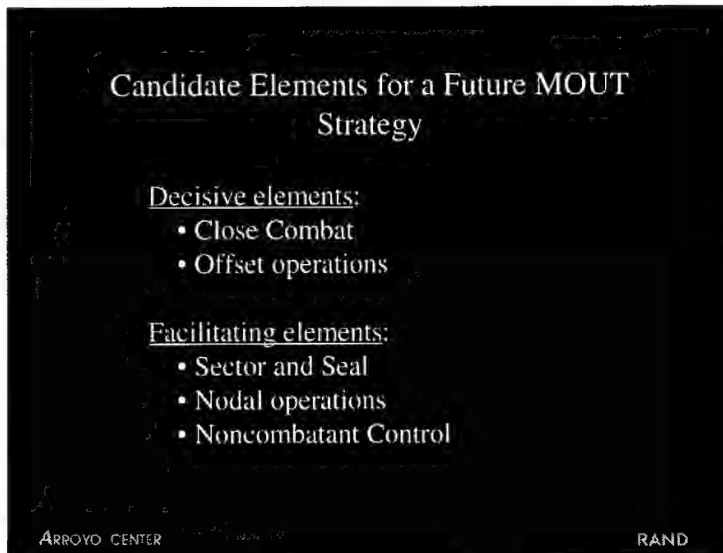 Candidate Elements for a Future MOUT
Strategy
Decisive elements:
• Close Combat
• Offset operations
Facilitating elements:
• Sector and Seal
• Nodal operations
• Noncombatant Control
ARROYO CENTER
RAND